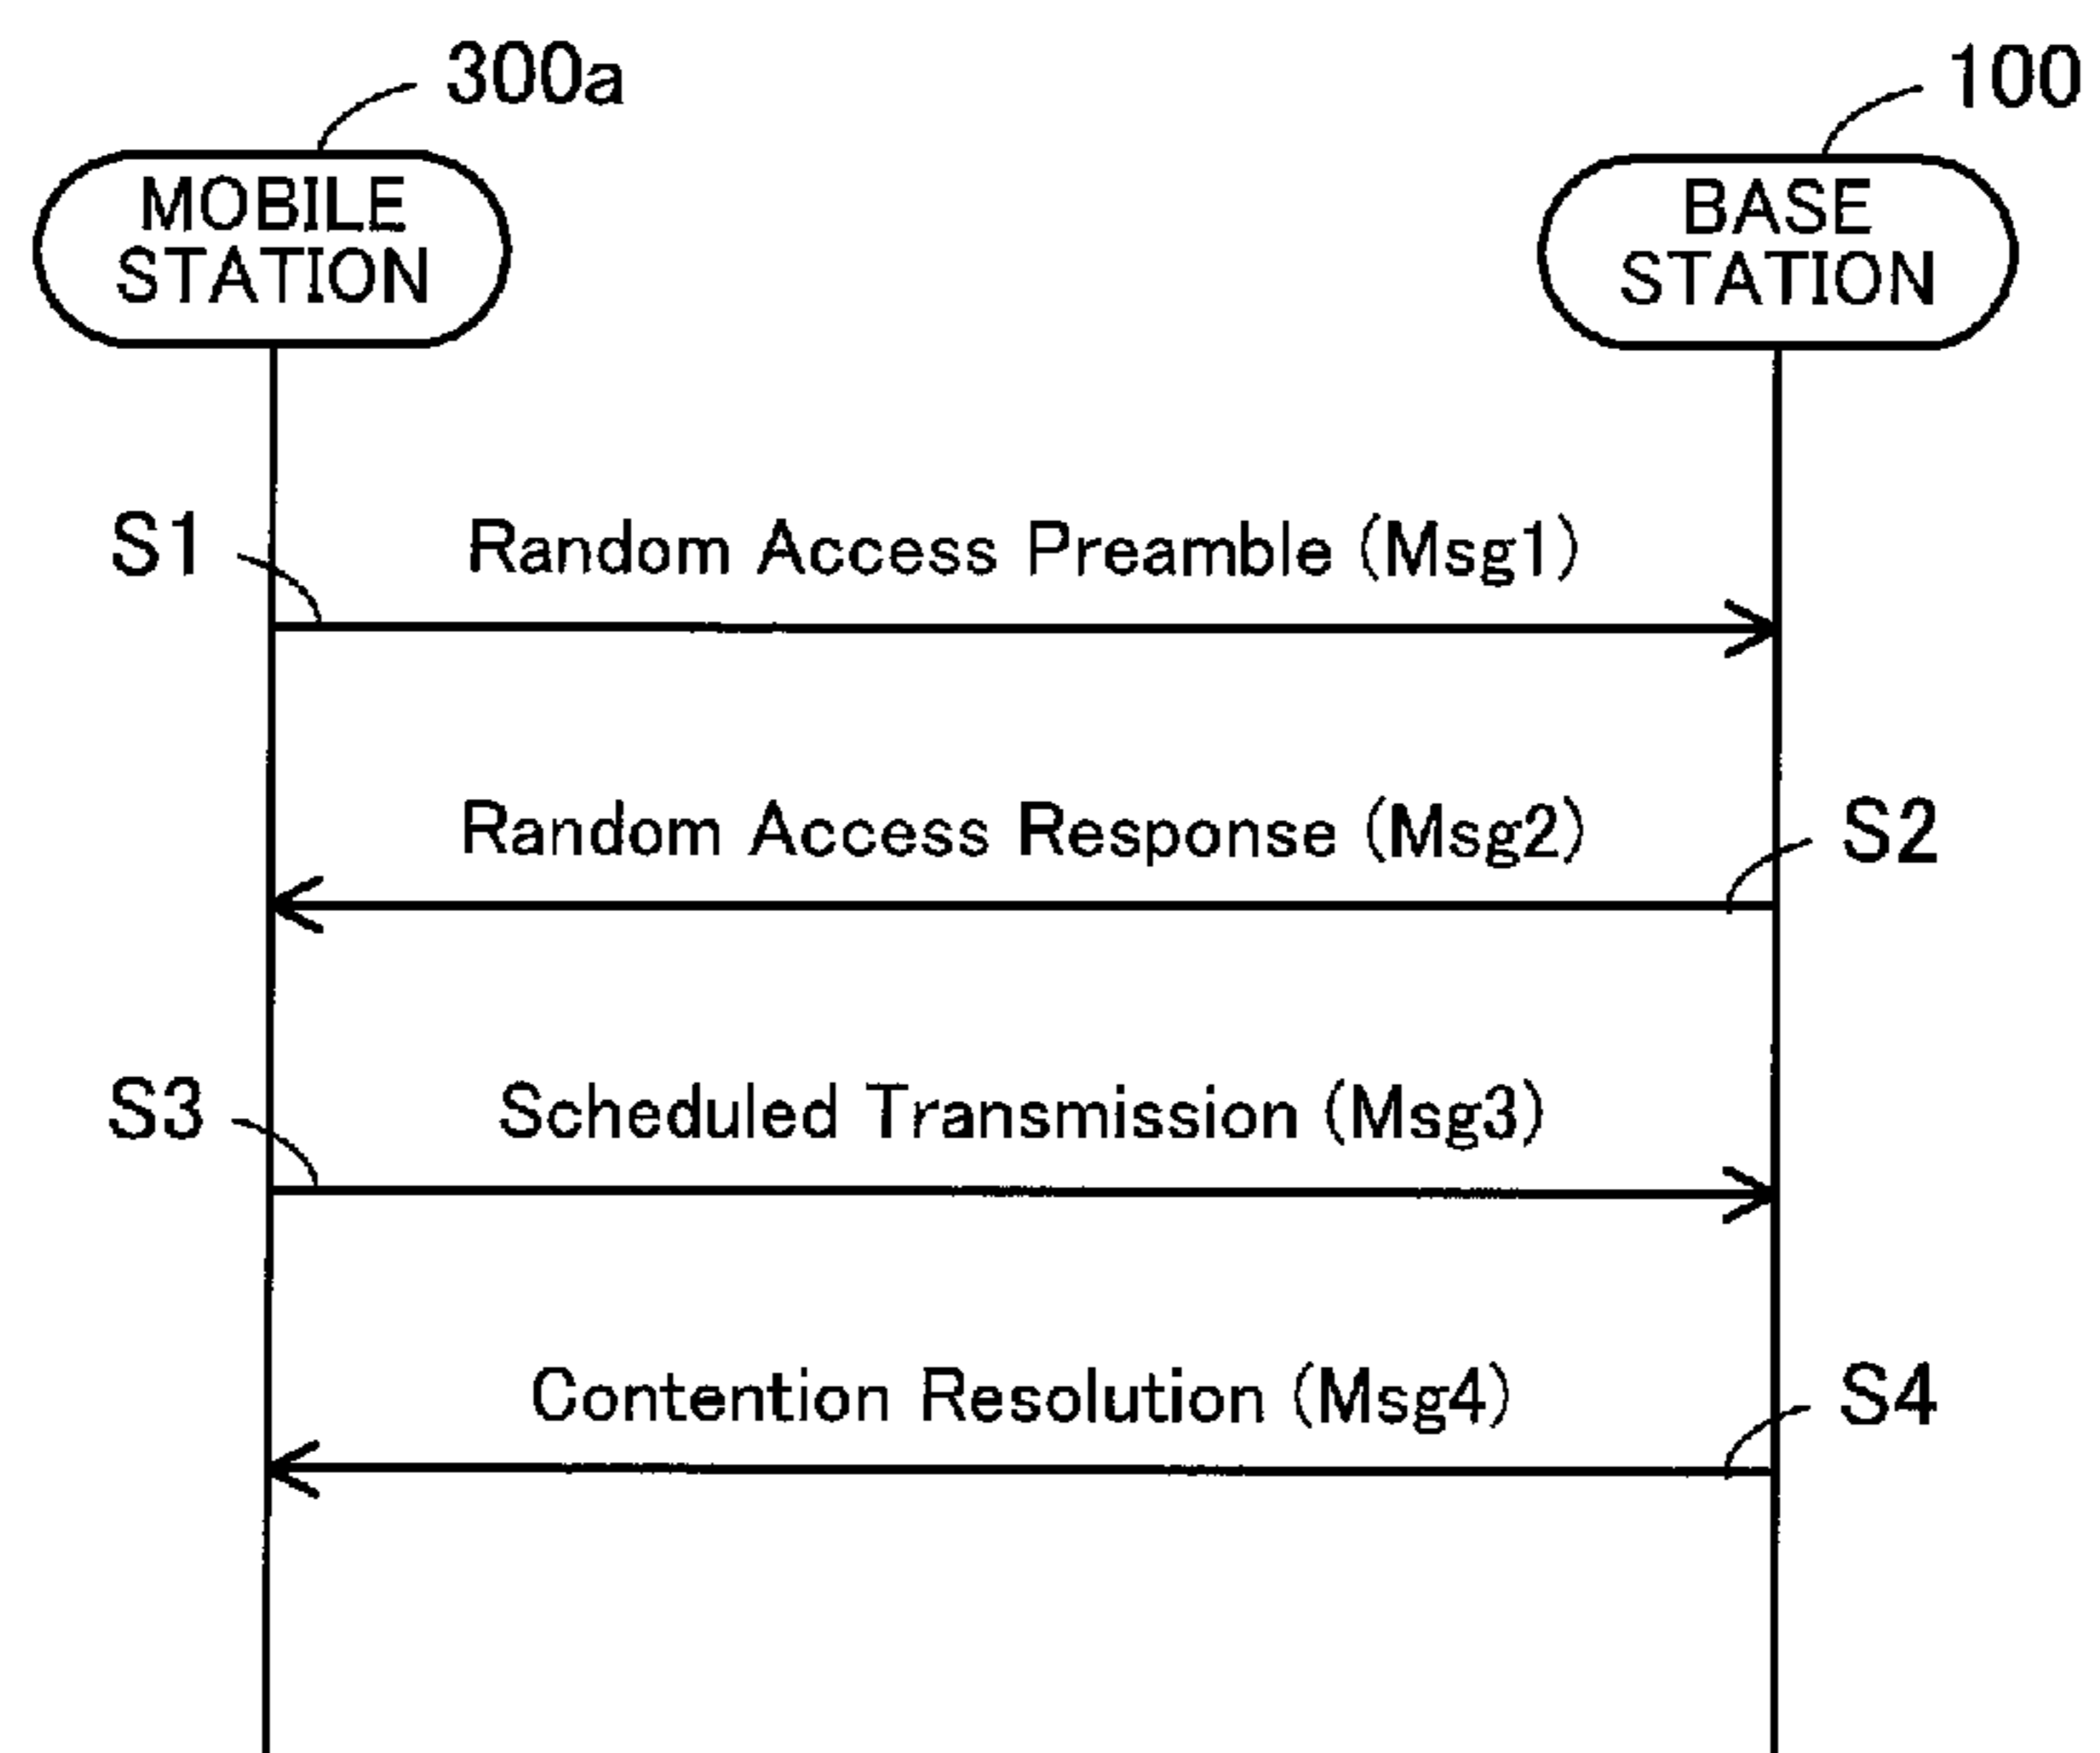 300a
100
MOBILE
STATION
BASE
STATION
S1
Random Access Preamble (Msg1)
Random Access Response (Msg2)
S2
S3
Scheduled Transmission (Msg3)
Contention Resolution (Msg4)
S4